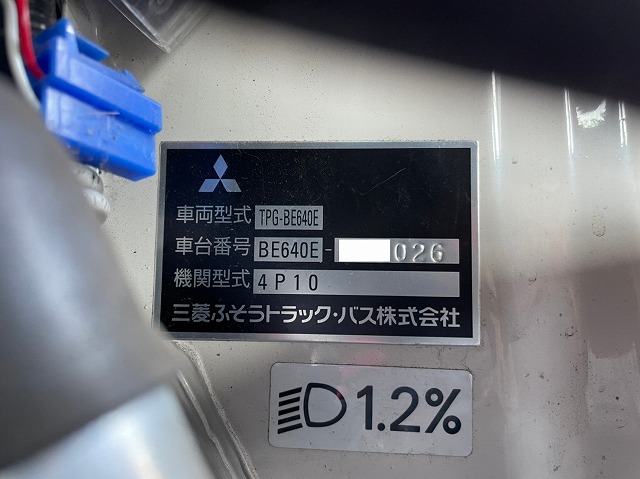 車両型式 TPG-BE640E
車台番号 BE640E- 026
機関型式 4P10
三菱ふそうトラック・バス株式会社
1.2%